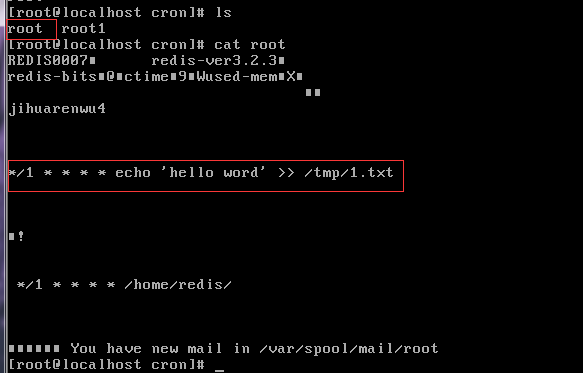 [root@localhost cron]# ls
root root1
[root@localhost cron]# cat root
REDIS0007 redis-ver3.2.3
redis-bits @ ctime 9 Wused-mem X
jihuarenwu4
*/1 * * * * echo 'hello word' >> /tmp/1.txt
!
*/1 * * * * /home/redis/
You have new mail in /var/spool/mail/root
[root@localhost cron]# _